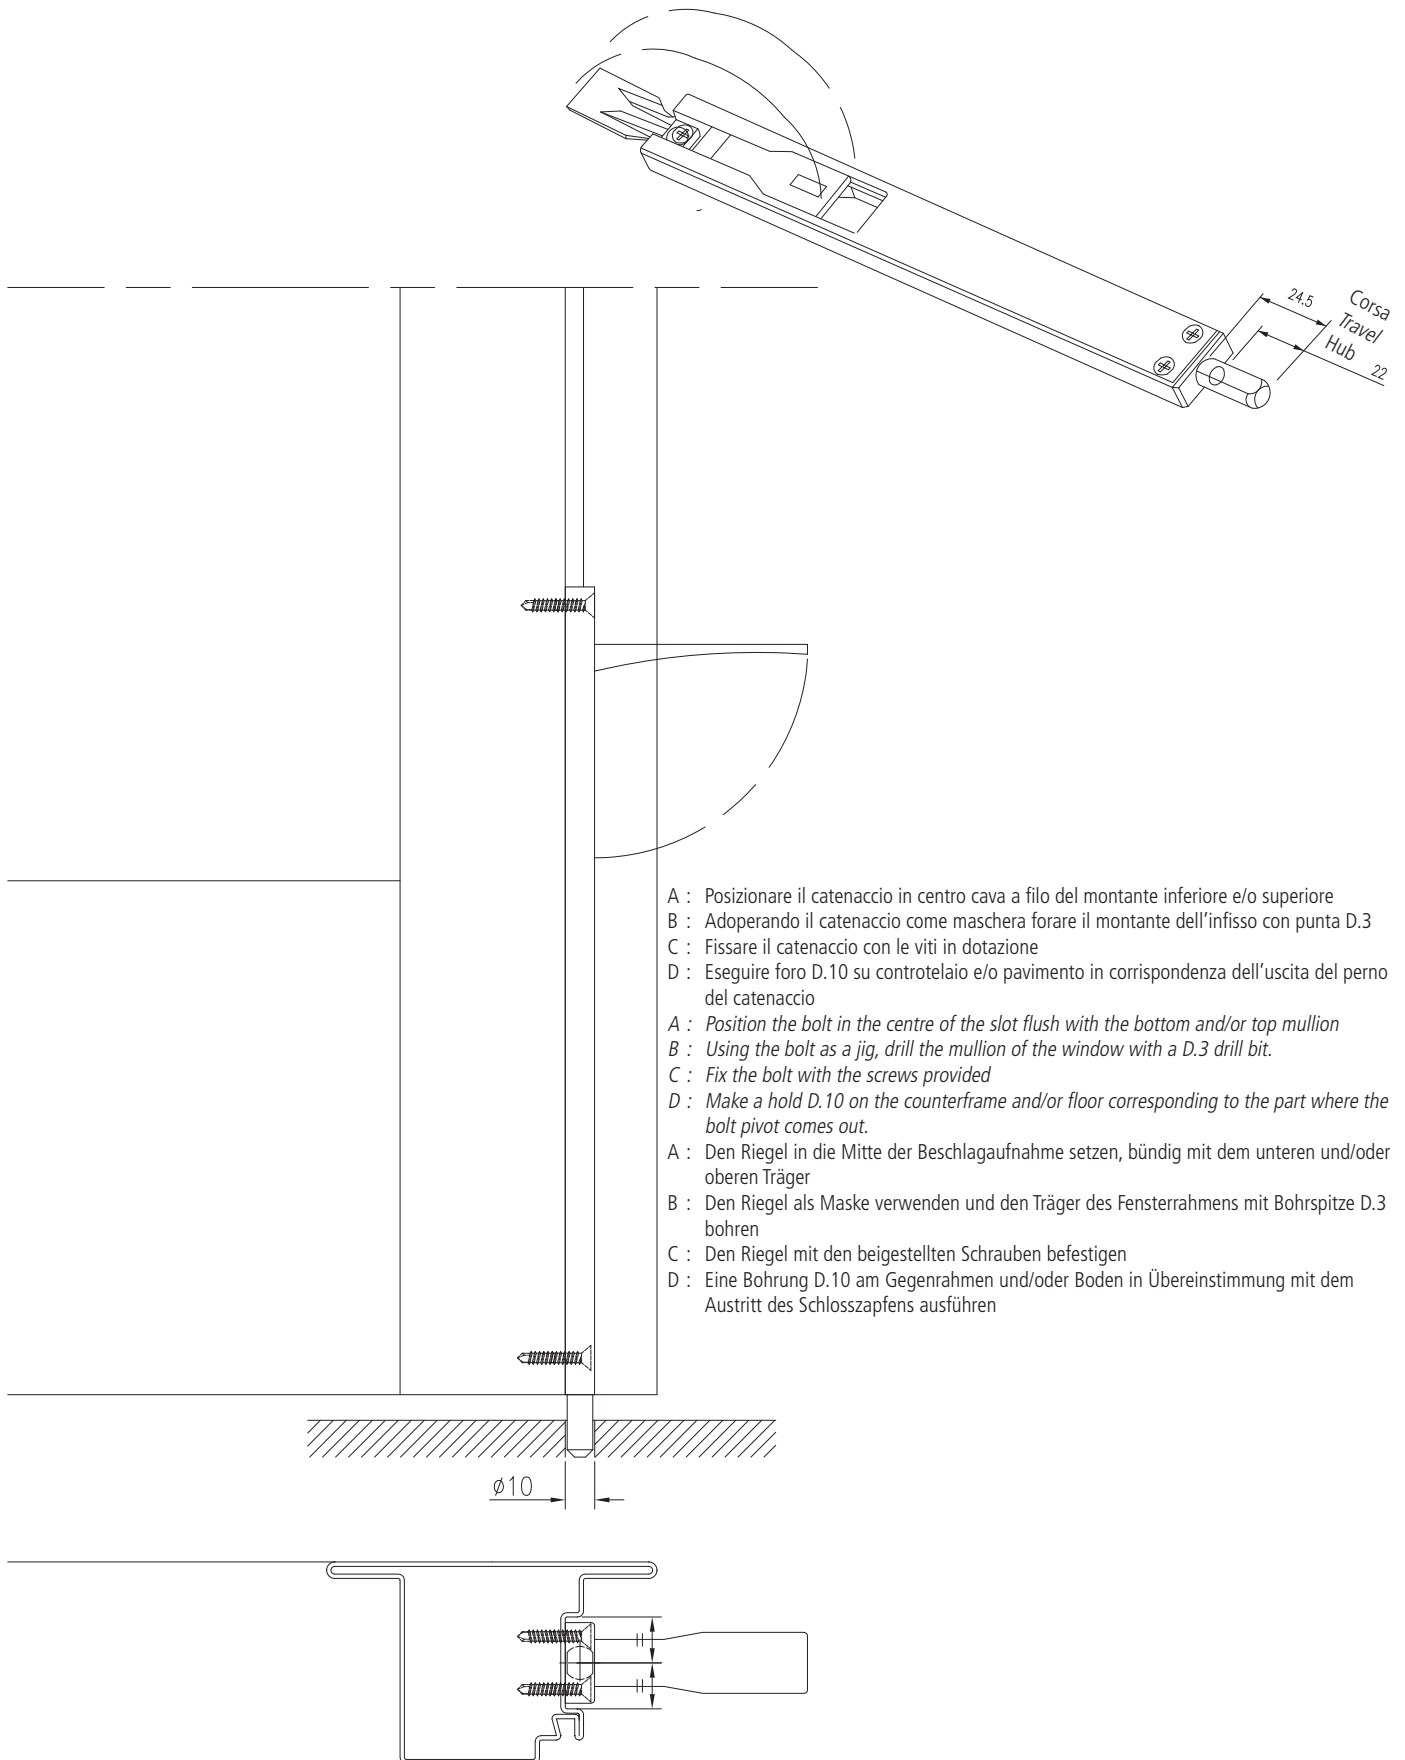 24.5
Corsa
Travel
Hub
22
A : Posizionare il catenaccio in centro cava a filo del montante inferiore e/o superiore
B : Adoperando il catenaccio come maschera forare il montante dell'infisso con punta D.3
C : Fissare il catenaccio con le viti in dotazione
D : Eseguire foro D.10 su controtelaio e/o pavimento in corrispondenza dell'uscita del perno
del catenaccio
A : Position the bolt in the centre of the slot flush with the bottom and/or top mullion
B : Using the bolt as a jig, drill the mullion of the window with a D.3 drill bit.
C : Fix the bolt with the screws provided
D : Make a hold D.10 on the counterframe and/or floor corresponding to the part where the
bolt pivot comes out.
A : Den Riegel in die Mitte der Beschlagaufnahme setzen, bündig mit dem unteren und/oder
oberen Träger
B : Den Riegel als Maske verwenden und den Träger des Fensterrahmens mit Bohrspitze D.3
bohren
C : Den Riegel mit den beigestellten Schrauben befestigen
D : Eine Bohrung D.10 am Gegenrahmen und/oder Boden in Übereinstimmung mit dem
Austritt des Schlosszapfens ausführen
ø10
=
=